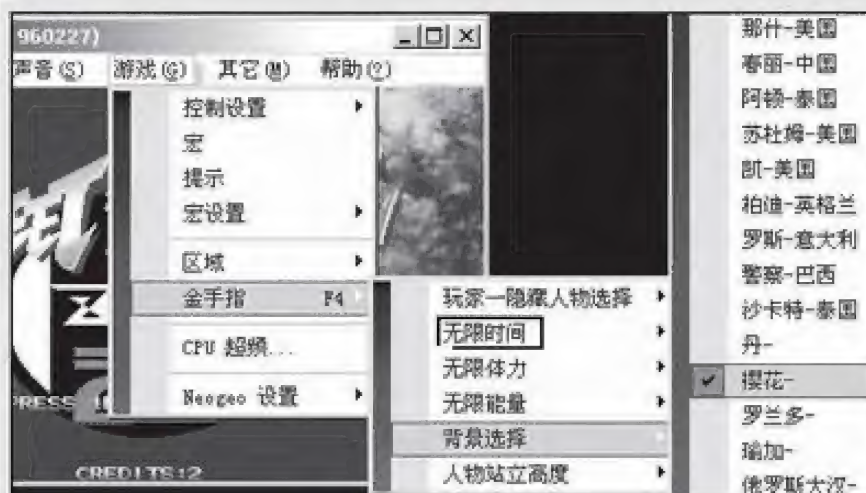 960227)
声音(S) 游戏(G) 其它(M) 帮助(?)
控制设置
宏
提示
宏设置
区域
金手指 F4
CPU 超频...
Neogeo 设置
玩家一隐藏人物选择
无限时间
无限体力
无限能量
背景选择
人物站立高度
那什-美国
春丽-中国
阿顿-泰国
苏杜姆-美国
凯-美国
柏迪-英格兰
罗斯-意大利
警察-巴西
沙卡特-泰国
丹-
樱花-
罗兰多-
瑞加-
俄罗斯大汉-
Z
PRESS
CREDITS:2